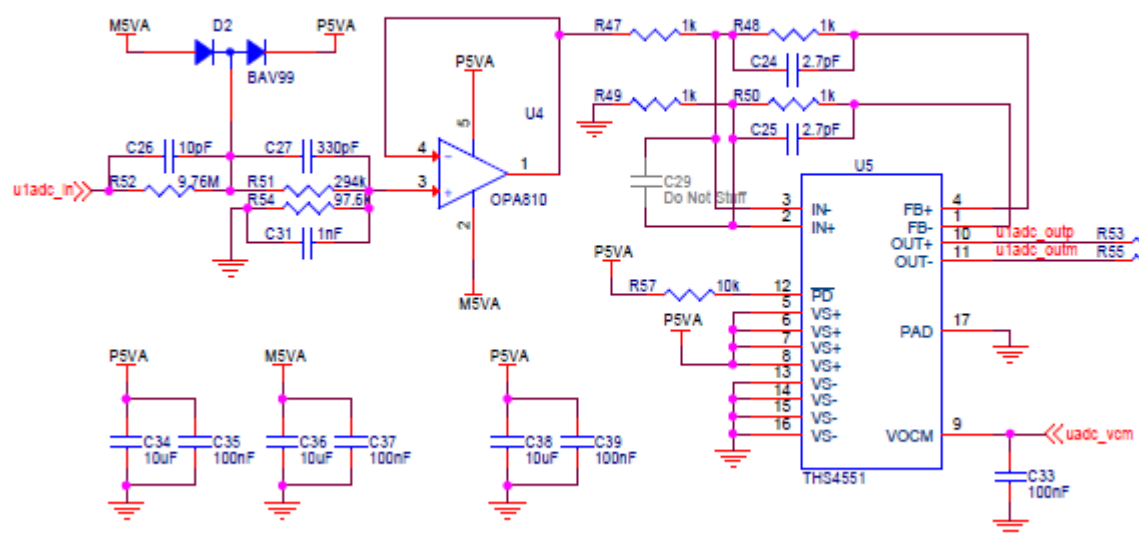 M5VA D2 P5VA
BAV99
R47 1k R48 1k
C24 2.7pF
P5VA
U4
R49 1k R50 1k
C25 2.7pF
5
4
1
3
2
OPA810
C26 10pF C27 330pF
u1adc_in R52 9.76M R51 294k
R54 97.6k
C31 1nF
M5VA
C29
Do Not Stuff
U5
3 IN- FB+ 4
2 IN+ FB- 1
OUT+ 10 u1adc_outp R53
OUT- 11 u1adc_outm R55
P5VA
R57 10k 12 PD
5 VS+
P5VA 6 VS+
7 VS+ PAD 17
8 VS+
13 VS-
14 VS-
15 VS-
16 VS- VOCM 9 uadc_vcm
THS4551
C33
100nF
P5VA M5VA P5VA
C34 C35 C36 C37 C38 C39
10uF 100nF 10uF 100nF 10uF 100nF